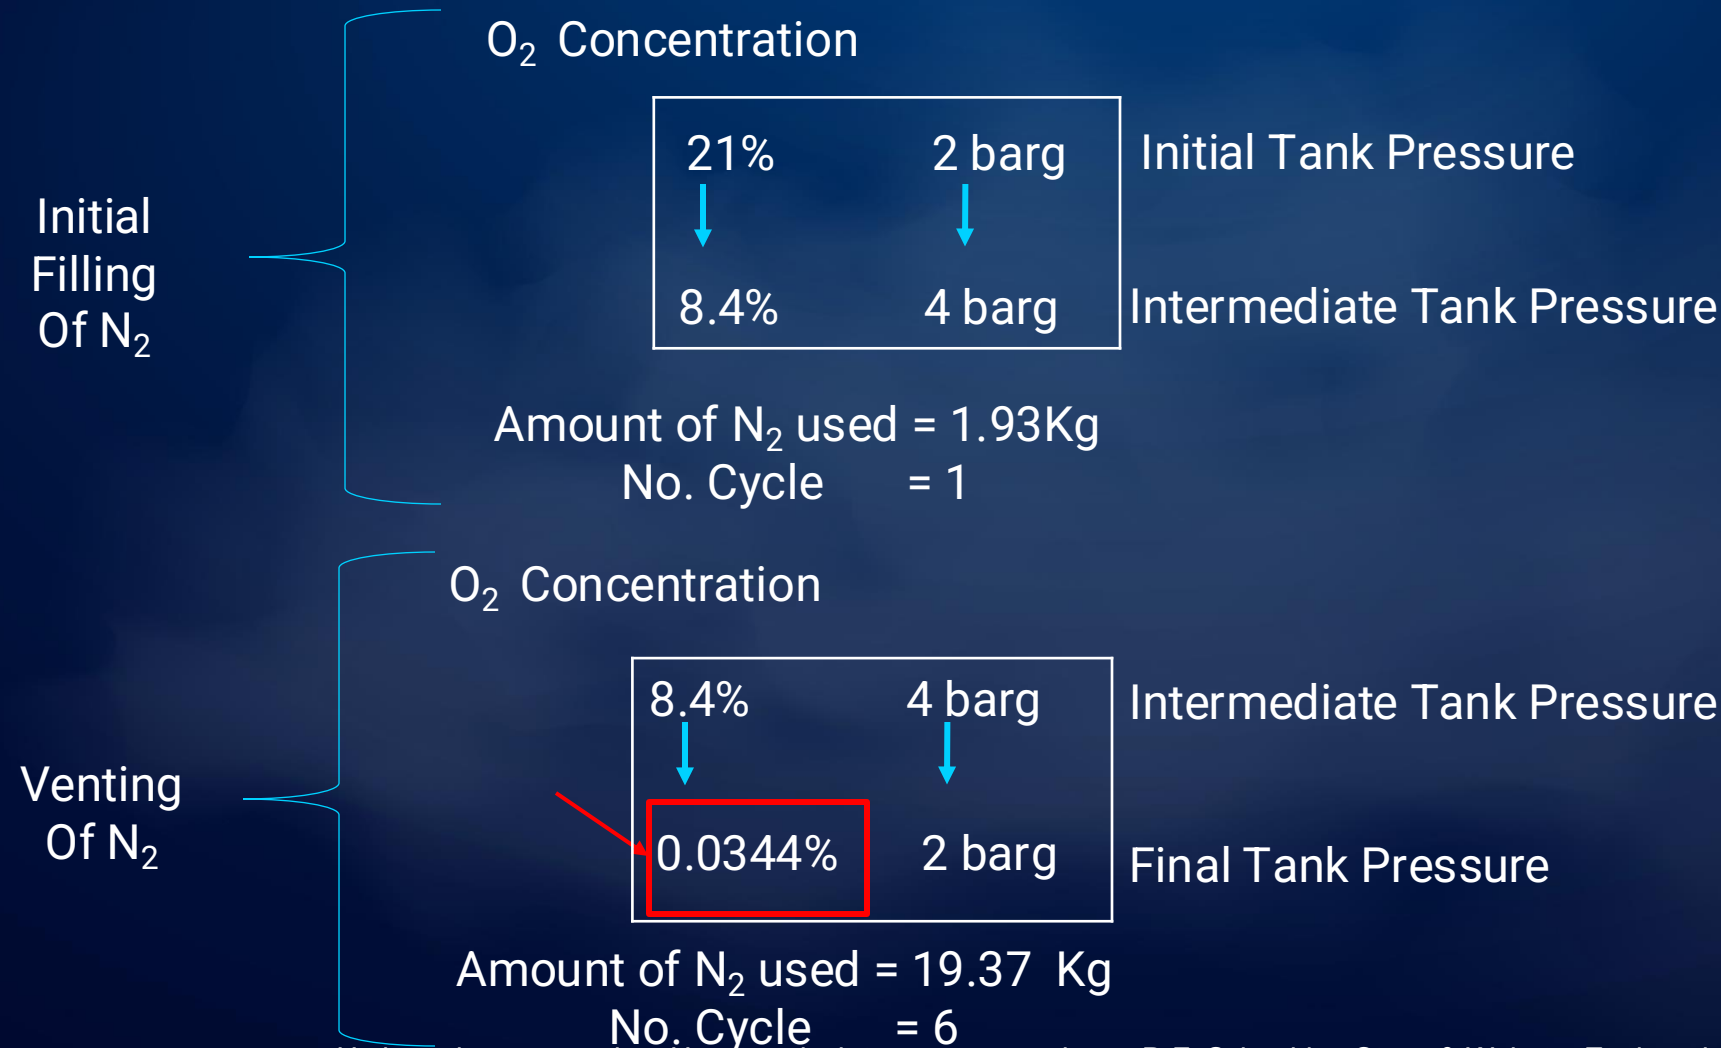 O₂ Concentration
21% 2 barg Initial Tank Pressure
Initial
Filling
Of N₂
8.4% 4 barg Intermediate Tank Pressure
Amount of N₂ used = 1.93Kg
No. Cycle = 1
O₂ Concentration
8.4% 4 barg Intermediate Tank Pressure
Venting
Of N₂
0.0344% 2 barg Final Tank Pressure
Amount of N₂ used = 19.37 Kg
No. Cycle = 6